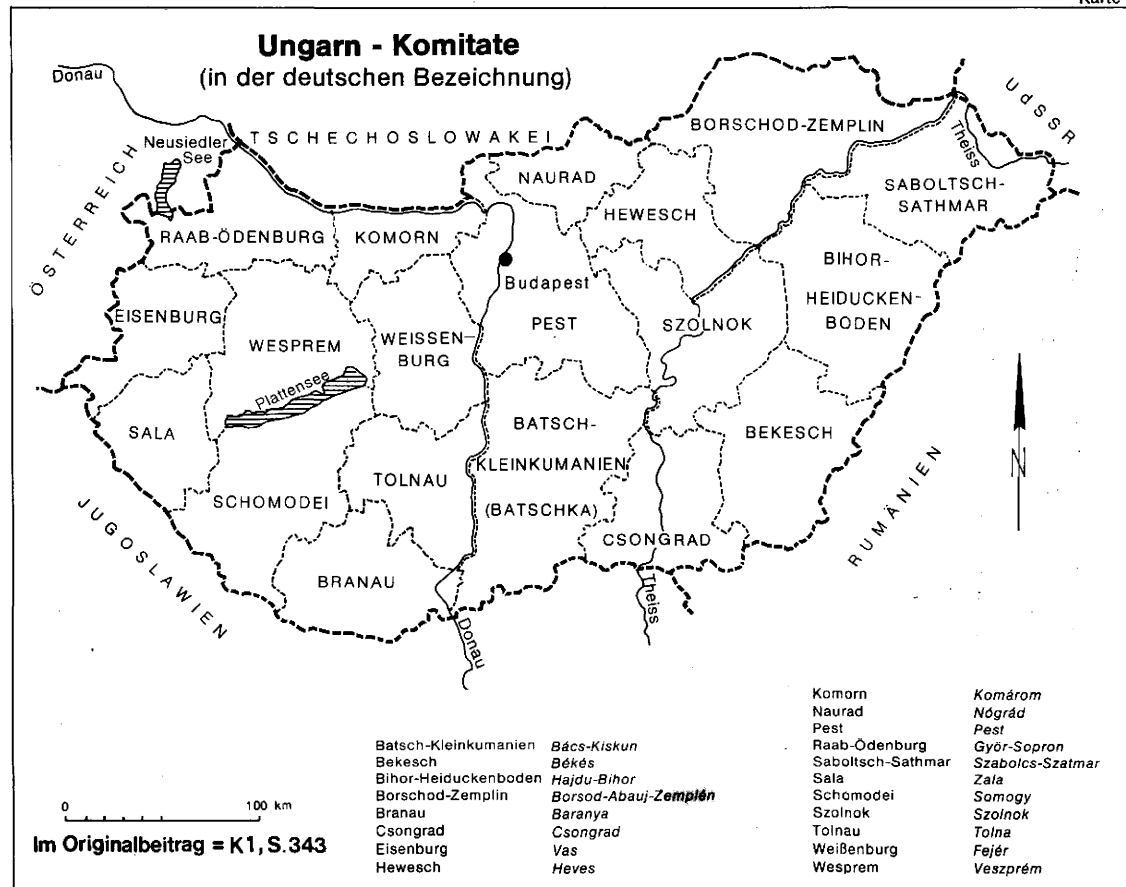 Karte
Ungarn - Komitate
(in der deutschen Bezeichnung)
Donau
UdSSR
TSCHECHOSLOWAKEI
BORSCHOD-ZEMPLIN
Neusiedler
See
Theiss
ÖSTERREICH
NAURAD
SABOLTSCH-
SATHMAR
HEWESCH
RAAB-ÖDENBURG
KOMORN
BIHOR-
HEIDUCKEN-
BODEN
Budapest
EISENBURG
WESPREM
WEISSEN-
BURG
PEST
SZOLNOK
Plattensee
SALA
BATSCH-
KLEINKUMANIEN
(BATSCHKA)
BEKESCH
N
TOLNAU
SCHOMODEI
JUGOSLAWIEN
RUMÄNIEN
CSONGRAD
BRANAU
Theiss
Donau
Batsch-Kleinkumanien Bács-Kiskun
Bekesch Békés
Bihor-Heiduckenboden Hajdu-Bihor
Borschod-Zemplin Borsod-Abauj-Zemplén
Branau Baranya
Csongrad Csongrad
Eisenburg Vas
Hewesch Heves
Komorn Komárom
Naurad Nógrád
Pest Pest
Raab-Ödenburg Györ-Sopron
Saboltsch-Sathmar Szabolcs-Szatmar
Sala Zala
Schomodei Somogy
Szolnok Szolnok
Tolnau Tolna
Weißenburg Fejér
Wesprem Veszprém
0 100 km
Im Originalbeitrag = K1, S.343